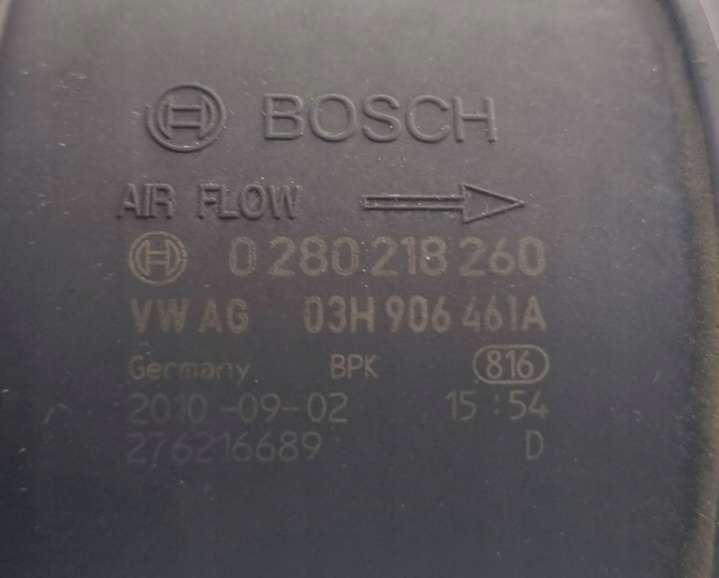 BOSCH
AIR FLOW
0 280 218 260
VW AG 03H 906 461A
Germany BPK 816
2010-09-02 15:54
276216689 D